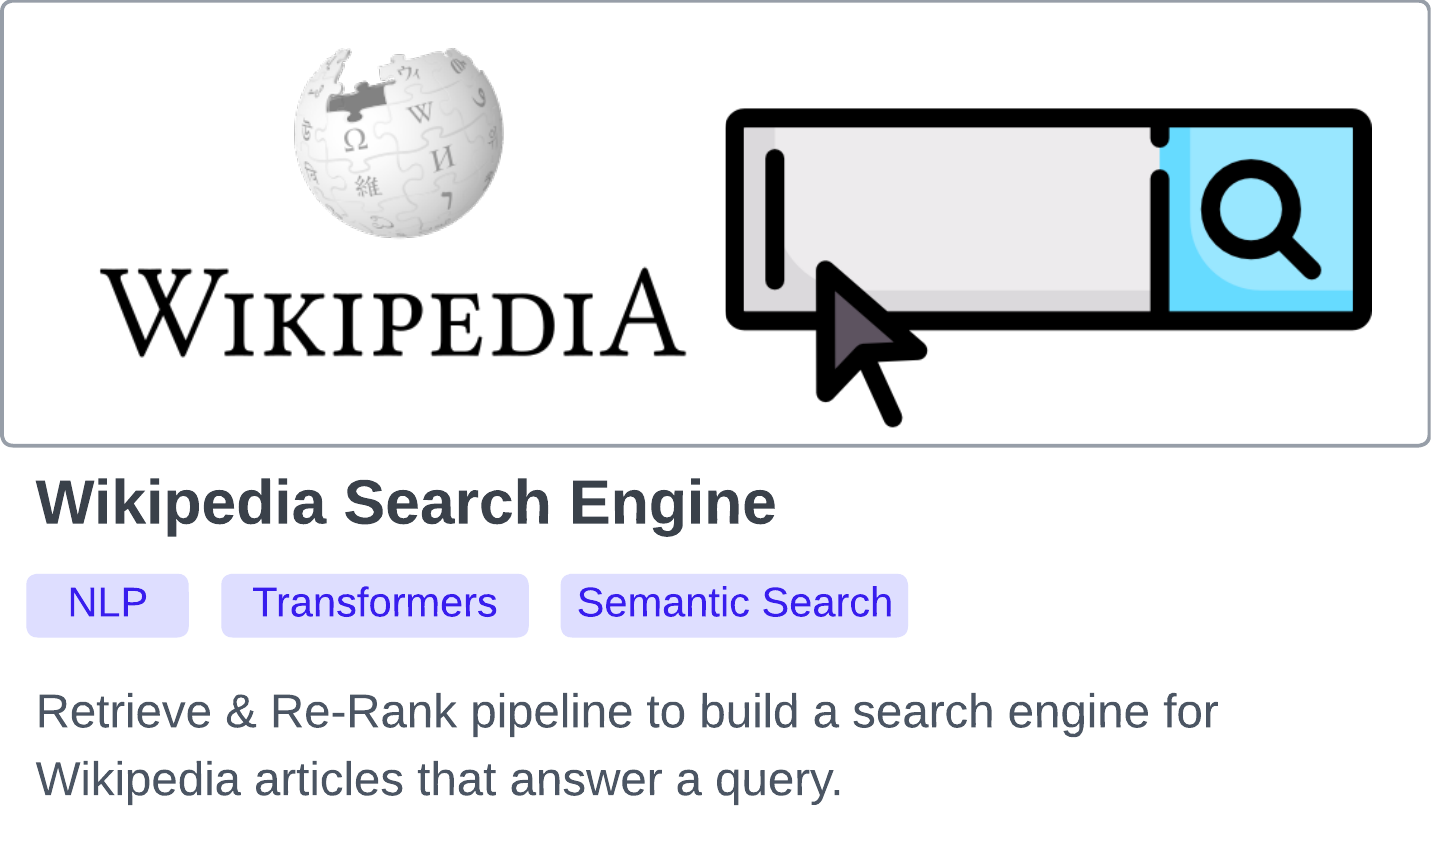 Ω
W
И
維
WIKIPEDIA
Wikipedia Search Engine
NLP Transformers Semantic Search
Retrieve & Re-Rank pipeline to build a search engine for
Wikipedia articles that answer a query.